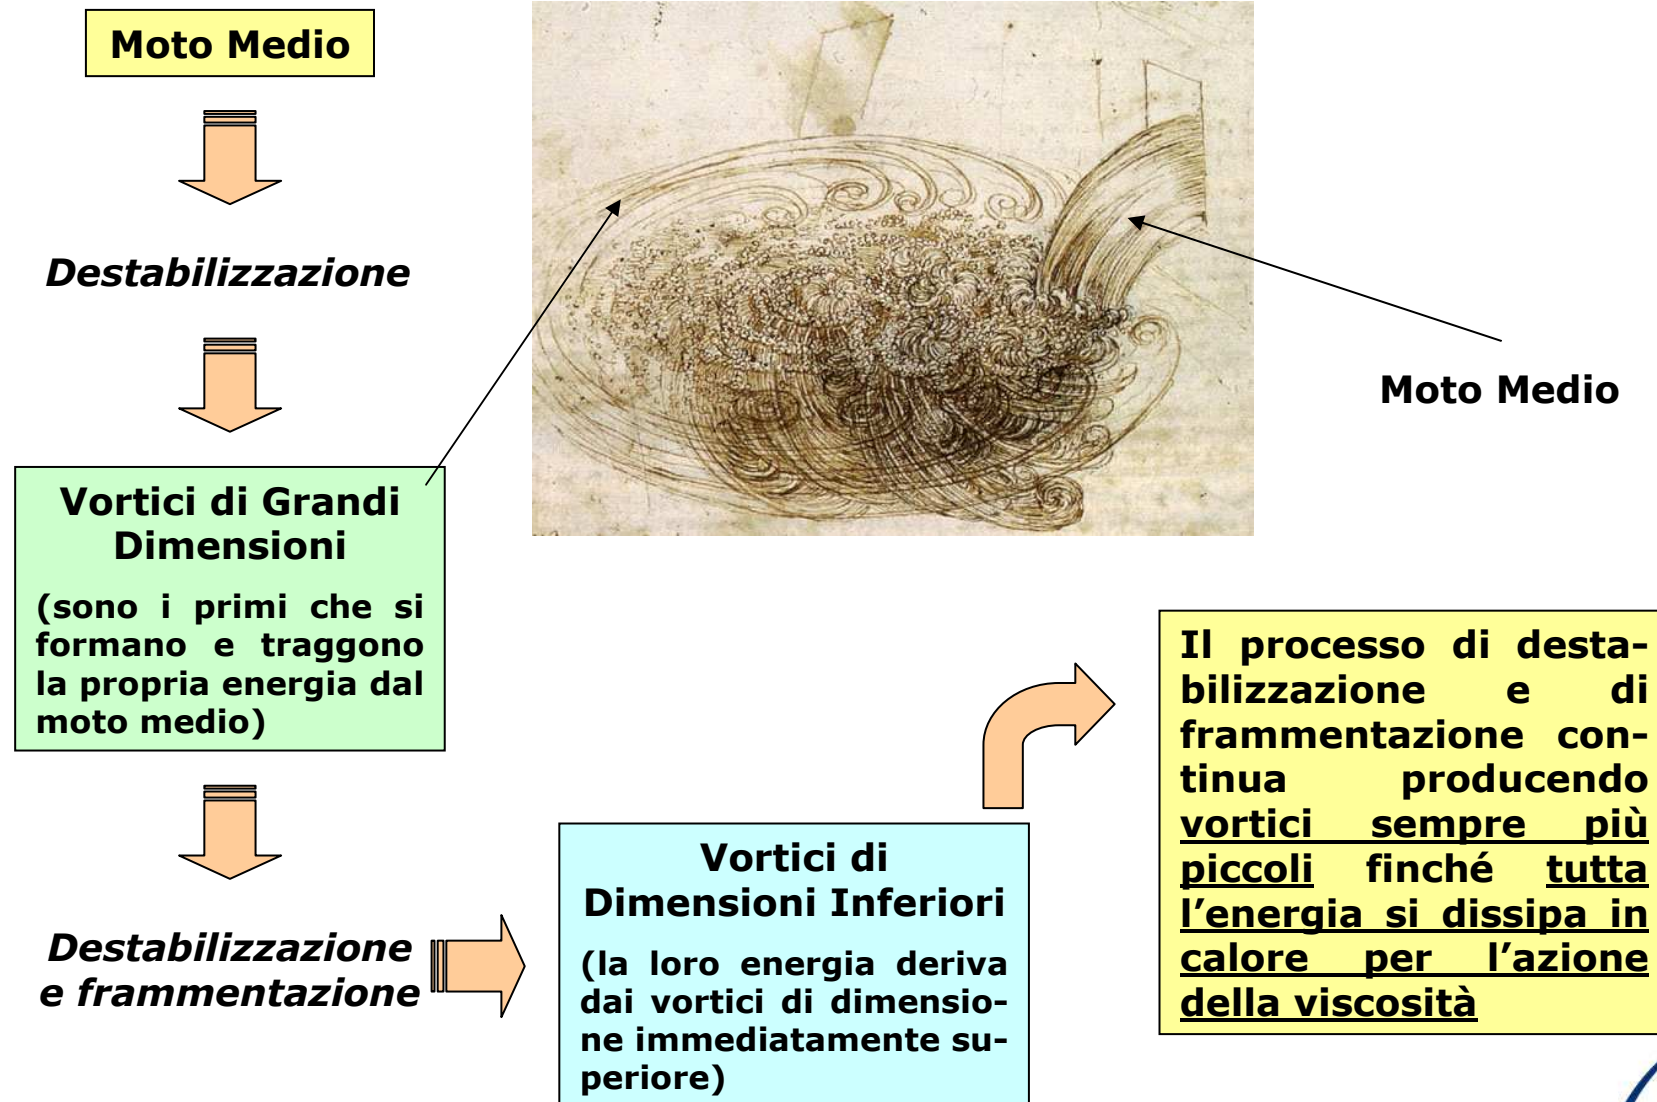 Moto Medio
Destabilizzazione
Vortici di Grandi
Dimensioni
(sono i primi che si
formano e traggono
la propria energia dal
moto medio)
Destabilizzazione
e frammentazione
Vortici di
Dimensioni Inferiori
(la loro energia deriva
dai vortici di dimensio-
ne immediatamente su-
periore)
Moto Medio
Il processo di desta-
bilizzazione e di
frammentazione con-
tinua producendo
vortici sempre più
piccoli finché tutta
l'energia si dissipa in
calore per l'azione
della viscosità